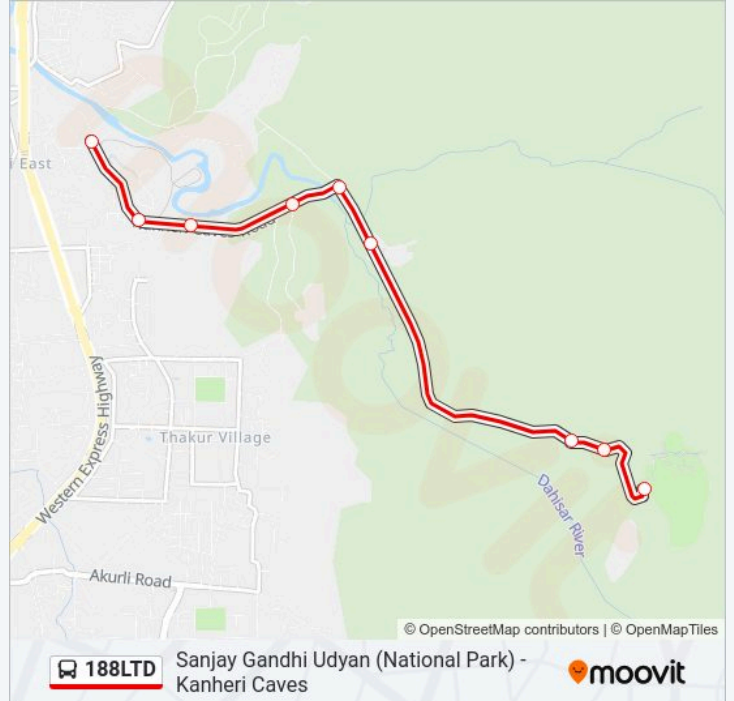 East
Western Express Highway
Thakur Village
Dahisar River
Akurli Road
© OpenStreetMap contributors | © OpenMapTiles
188LTD
Sanjay Gandhi Udyan (National Park) -
Kanheri Caves
moovit